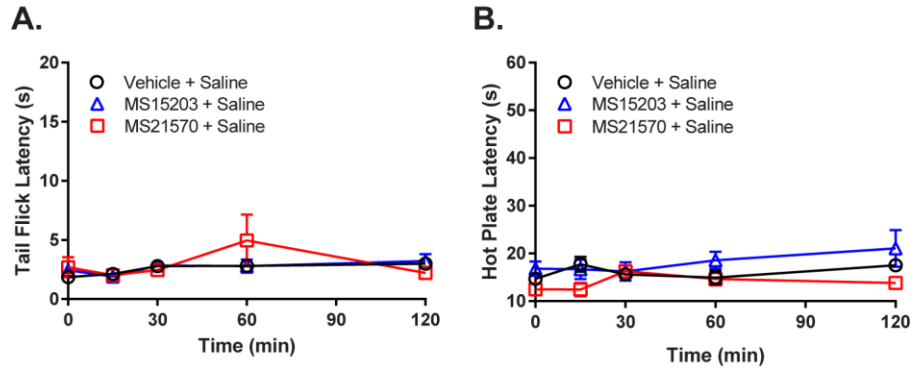 A.
Tail Flick Latency (s)
20
15
10
5
0
Vehicle + Saline
MS15203 + Saline
MS21570 + Saline
0 30 60 90 120
Time (min)
B.
Hot Plate Latency (s)
60
50
40
30
20
10
Vehicle + Saline
MS15203 + Saline
MS21570 + Saline
0 30 60 90 120
Time (min)